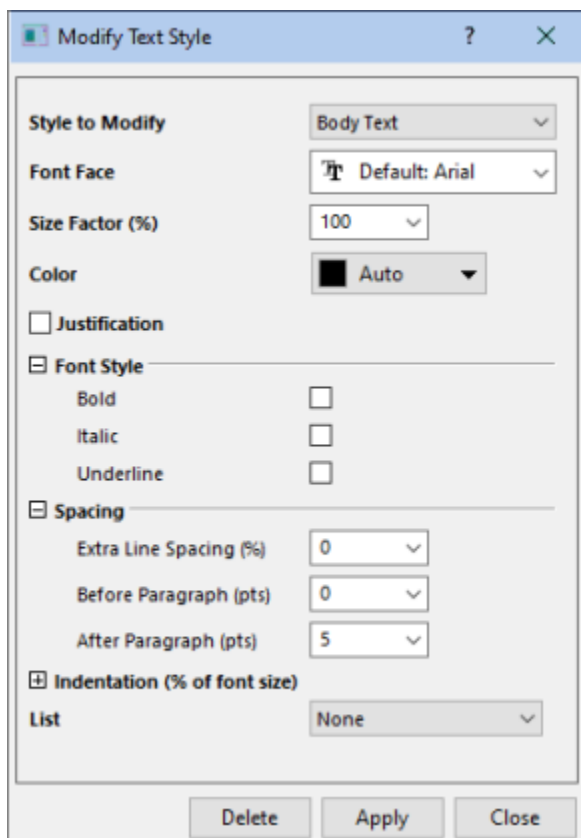 Modify Text Style ?
Style to Modify Body Text
Font Face Default: Arial
Size Factor (%) 100
Color Auto
Justification
Font Style
Bold
Italic
Underline
Spacing
Extra Line Spacing (%) 0
Before Paragraph (pts) 0
After Paragraph (pts) 5
Indentation (% of font size)
List None
Delete Apply Close